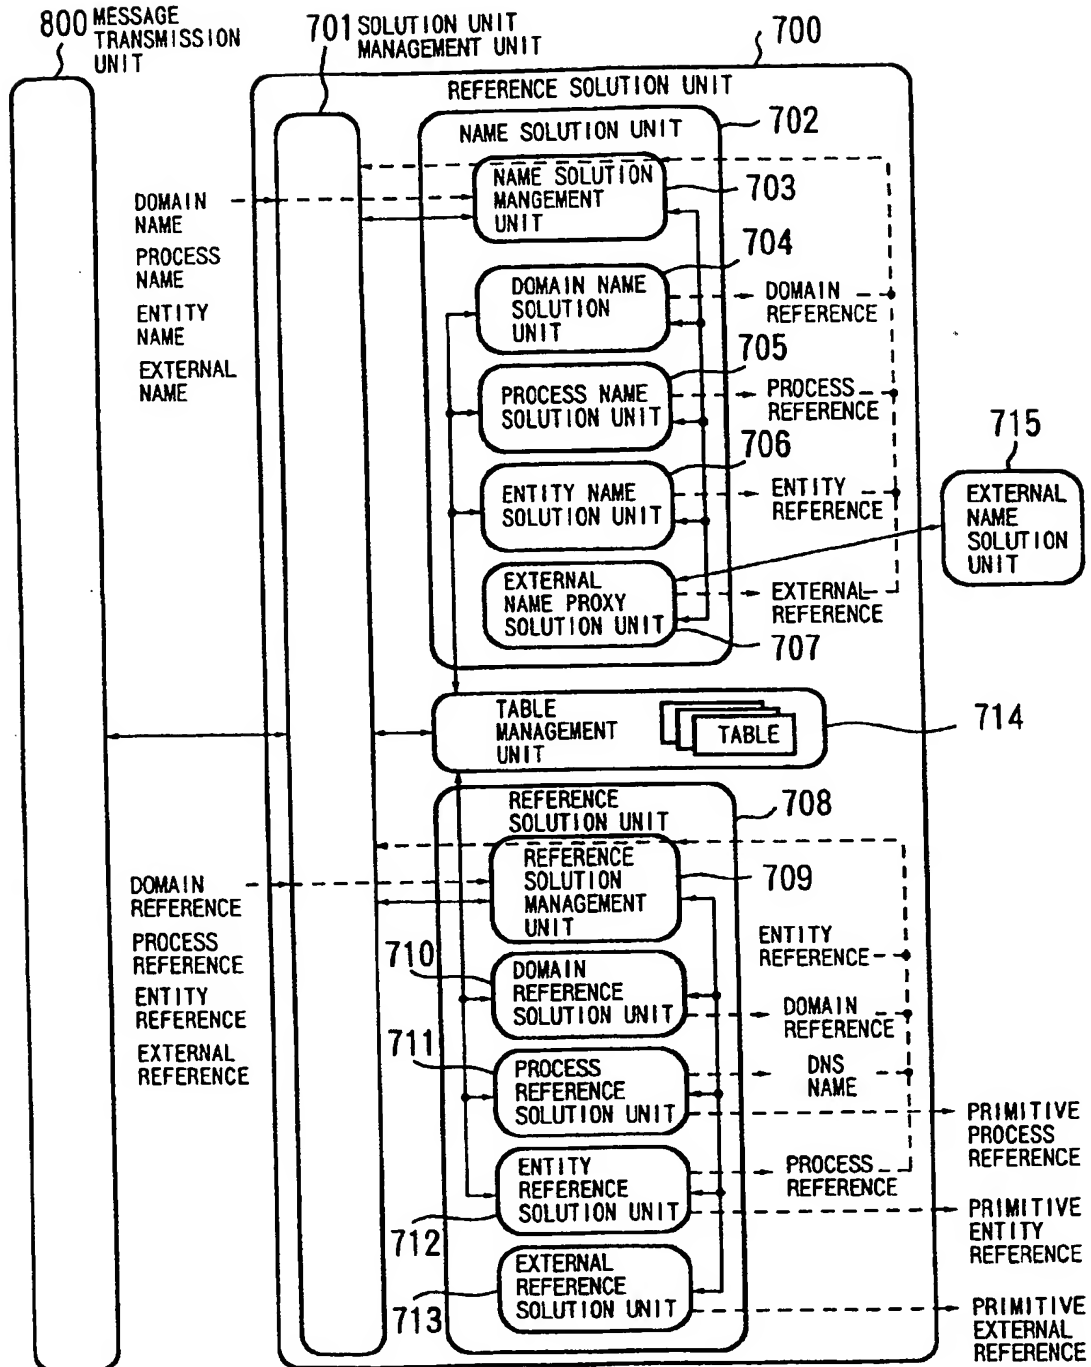 800 MESSAGE
TRANSMISSION
UNIT
701 SOLUTION UNIT
MANAGEMENT UNIT
700
REFERENCE SOLUTION UNIT
NAME SOLUTION UNIT
702
NAME SOLUTION
MANGEMENT
UNIT
703
DOMAIN
NAME
PROCESS
NAME
ENTITY
NAME
EXTERNAL
NAME
704
DOMAIN NAME
SOLUTION
UNIT
DOMAIN
REFERENCE
705
PROCESS NAME
SOLUTION UNIT
PROCESS
REFERENCE
706
ENTITY NAME
SOLUTION UNIT
ENTITY
REFERENCE
715
EXTERNAL
NAME
SOLUTION
UNIT
EXTERNAL
NAME PROXY
SOLUTION UNIT
EXTERNAL
REFERENCE
707
TABLE
MANAGEMENT
UNIT
TABLE
714
REFERENCE
SOLUTION UNIT
708
REFERENCE
SOLUTION
MANAGEMENT
UNIT
709
DOMAIN
REFERENCE
PROCESS
REFERENCE
ENTITY
REFERENCE
EXTERNAL
REFERENCE
ENTITY
REFERENCE
710
DOMAIN
REFERENCE
SOLUTION UNIT
DOMAIN
REFERENCE
711
PROCESS
REFERENCE
SOLUTION UNIT
DNS
NAME
PRIMITIVE
PROCESS
REFERENCE
ENTITY
REFERENCE
SOLUTION UNIT
712
PROCESS
REFERENCE
PRIMITIVE
ENTITY
REFERENCE
EXTERNAL
REFERENCE
SOLUTION UNIT
713
PRIMITIVE
EXTERNAL
REFERENCE